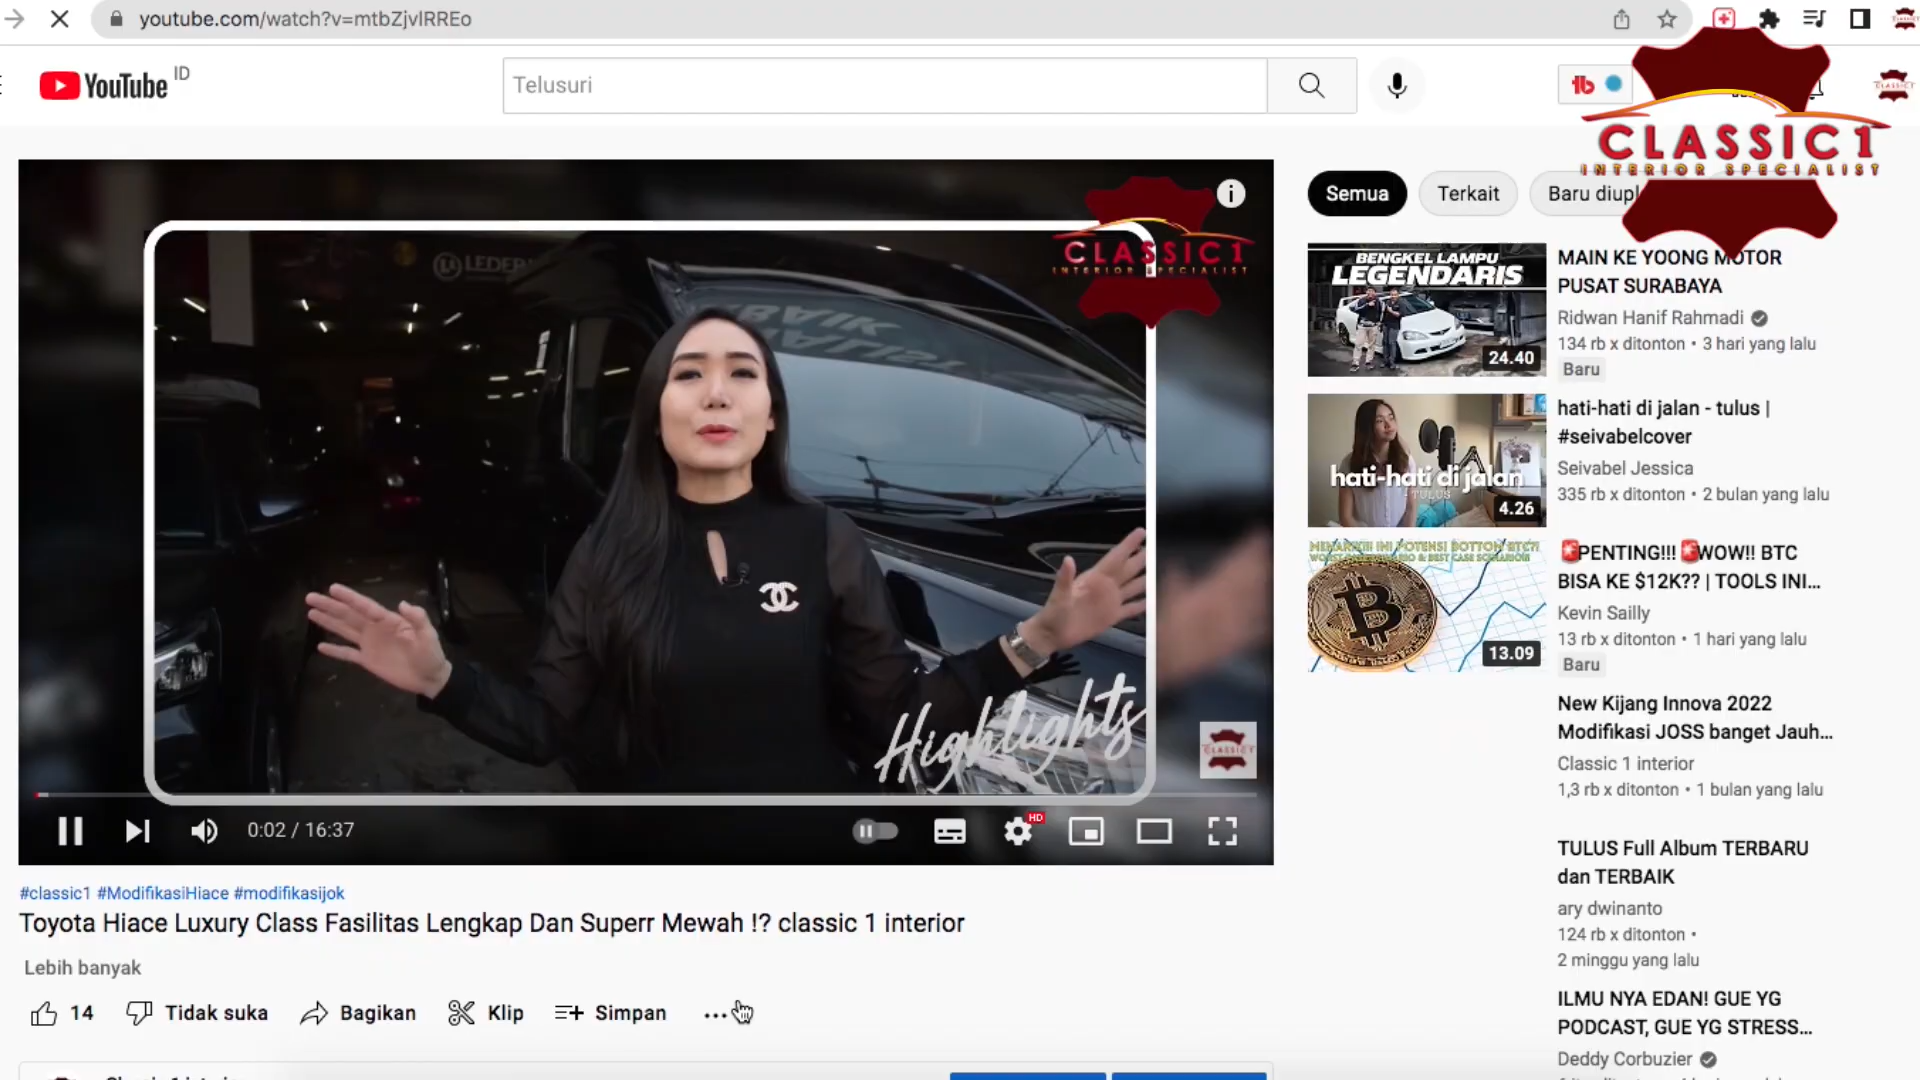 youtube.com/watch?v=mtbZjvlRREo
YouTube ID
Telusuri
CLASSIC1
INTERIOR SPECIALIST
Semua
Terkait
Baru diupl
CLASSIC1
INTERIOR SPECIALIST
Highlights
0:02 / 16:37
HD
#classic1 #ModifikasiHiace #modifikasijok
Toyota Hiace Luxury Class Fasilitas Lengkap Dan Superr Mewah !? classic 1 interior
Lebih banyak
14
Tidak suka
Bagikan
Klip
Simpan
BENGKEL LAMPU
LEGENDARIS
24.40
MAIN KE YOONG MOTOR
PUSAT SURABAYA
Ridwan Hanif Rahmadi
134 rb x ditonton • 3 hari yang lalu
Baru
hati-hati di jalan
- TULUS
4.26
hati-hati di jalan - tulus |
#seivabelcover
Seivabel Jessica
335 rb x ditonton • 2 bulan yang lalu
13.09
🚨PENTING!!! 🚨WOW!! BTC
BISA KE $12K?? | TOOLS INI...
Kevin Sailly
13 rb x ditonton • 1 hari yang lalu
Baru
New Kijang Innova 2022
Modifikasi JOSS banget Jauh...
Classic 1 interior
1,3 rb x ditonton • 1 bulan yang lalu
TULUS Full Album TERBARU
dan TERBAIK
ary dwinanto
124 rb x ditonton •
2 minggu yang lalu
ILMU NYA EDAN! GUE YG
PODCAST, GUE YG STRESS...
Deddy Corbuzier